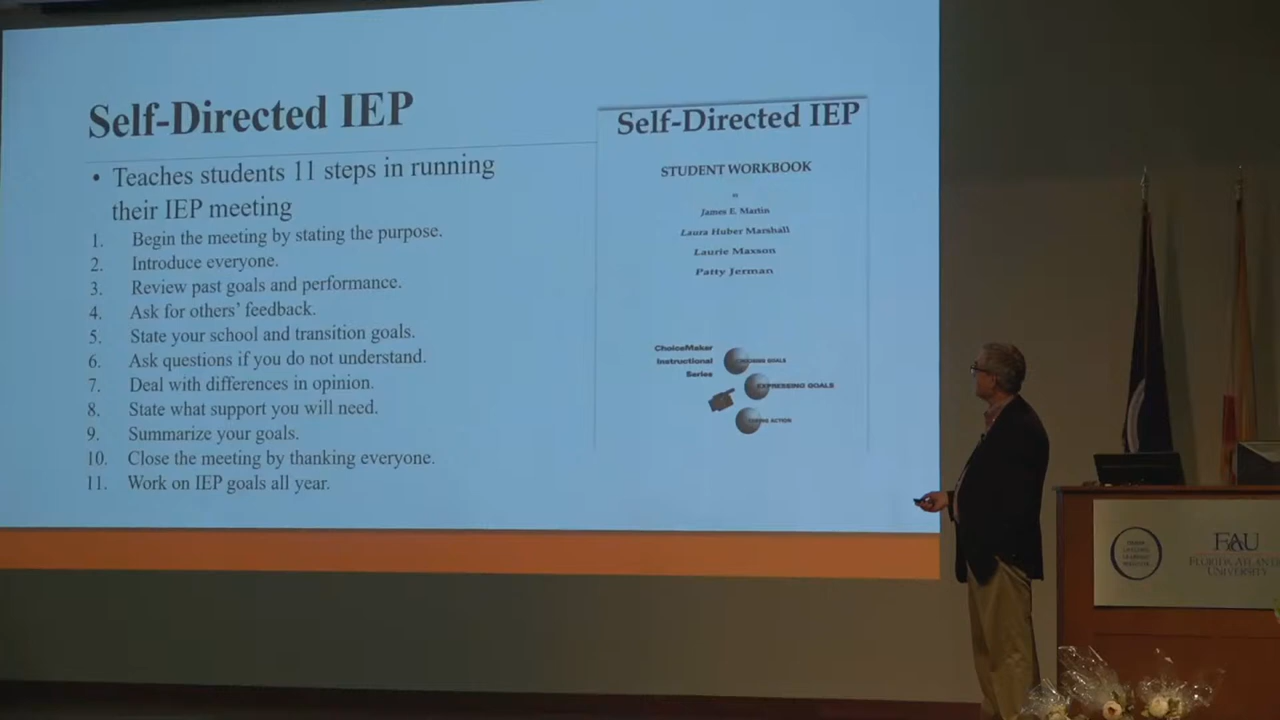 Self-Directed IEP
• Teaches students 11 steps in running
their IEP meeting
1. Begin the meeting by stating the purpose.
2. Introduce everyone.
3. Review past goals and performance.
4. Ask for others' feedback.
5. State your school and transition goals.
6. Ask questions if you do not understand.
7. Deal with differences in opinion.
8. State what support you will need.
9. Summarize your goals.
10. Close the meeting by thanking everyone.
11. Work on IEP goals all year.
Self-Directed IEP
STUDENT WORKBOOK
James E. Martin
Laura Huber Marshall
Laurie Maxson
Patty Jerman
ChoiceMaker
Instructional
Series
GOALS
EXPRESSING GOALS
ACTION
FAU
FLORIDA ATLANTIC
UNIVERSITY